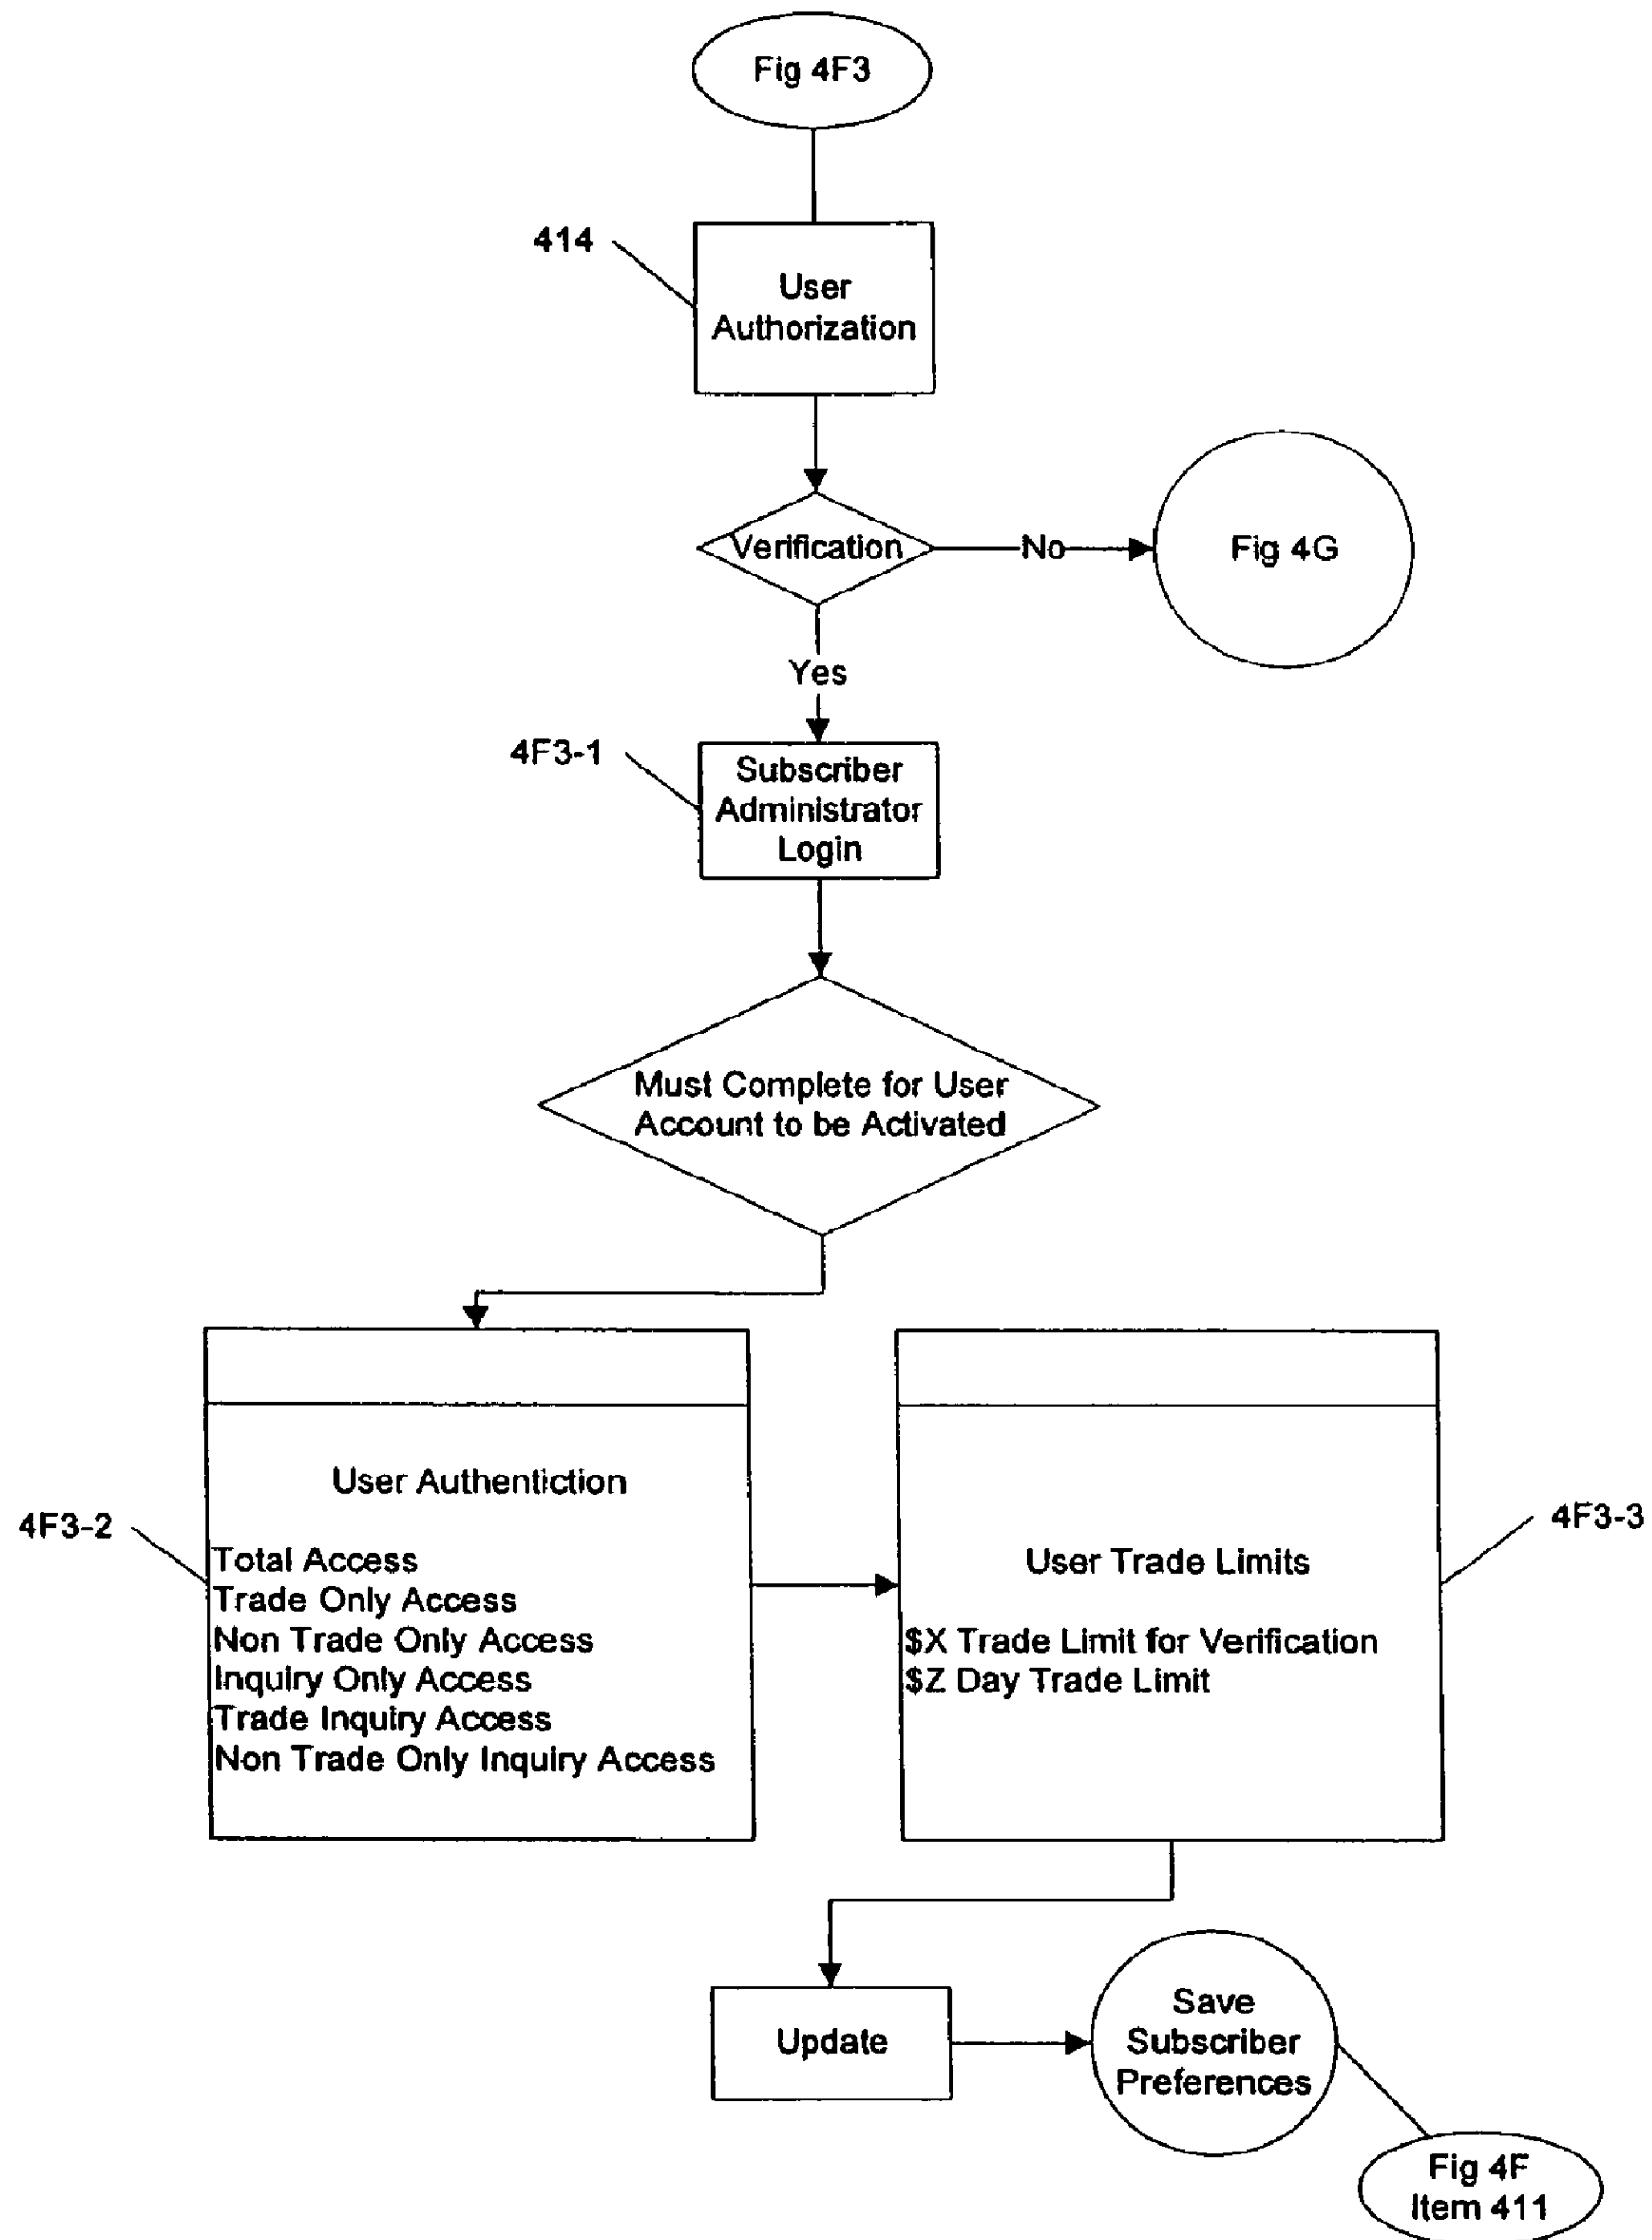 Fig 4F3
414
User
Authorization
Verification
No
Fig 4G
Yes
4F3-1
Subscriber
Administrator
Login
Must Complete for User
Account to be Activated
4F3-2
User Authentiction
Total Access
Trade Only Access
Non Trade Only Access
Inquiry Only Access
Trade Inquiry Access
Non Trade Only Inquiry Access
4F3-3
User Trade Limits
$X Trade Limit for Verification
$Z Day Trade Limit
Update
Save
Subscriber
Preferences
Fig 4F
Item 411